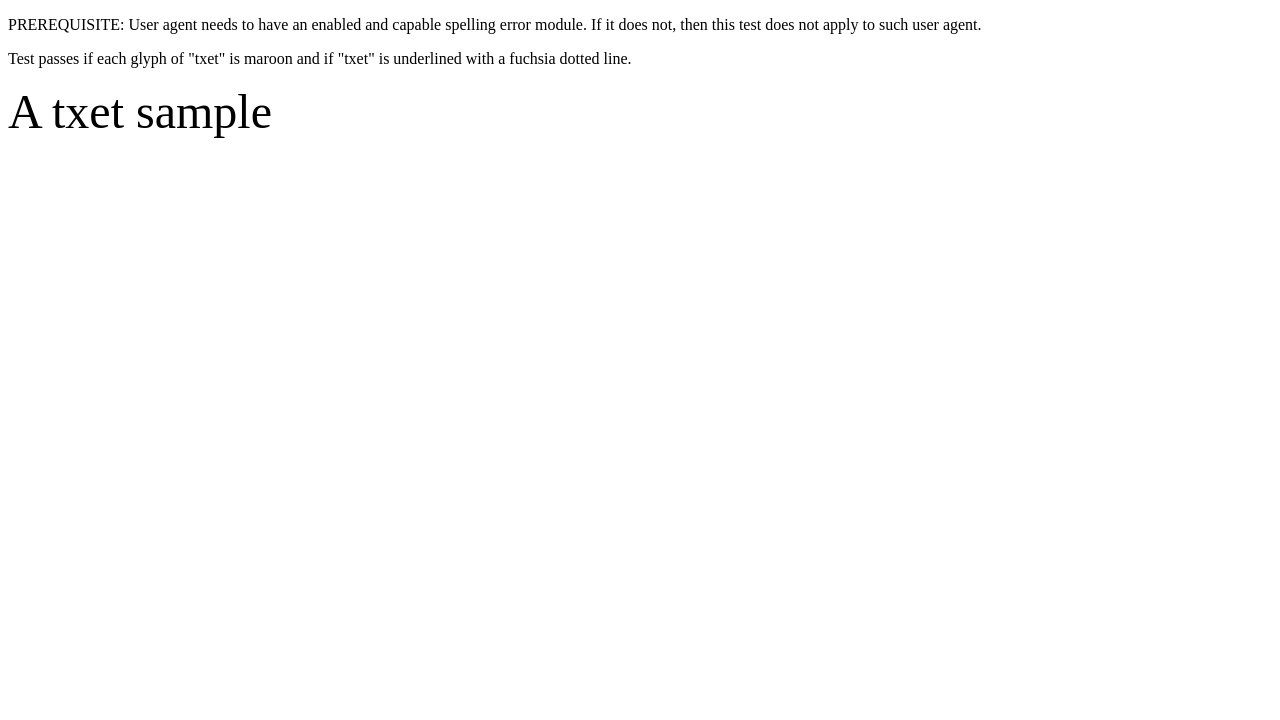 PREREQUISITE: User agent needs to have an enabled and capable spelling error module. If it does not, then this test does not apply to such user agent.
Test passes if each glyph of "txet" is maroon and if "txet" is underlined with a fuchsia dotted line.
A txet sample